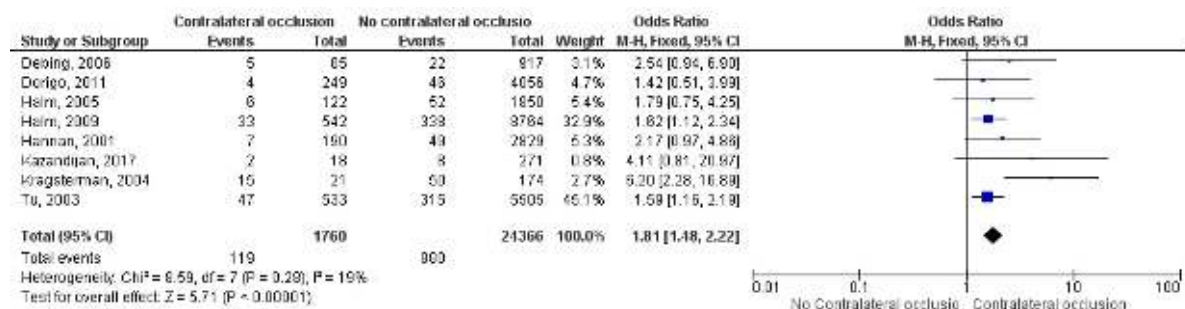 Contralateral occlusion No contralateral occlusio Odds Ratio Odds Ratio
Study or Subgroup Events Total Events Total Weight M-H, Fixed, 95% CI M-H, Fixed, 95% CI
Debing, 2006 5 85 22 917 3.1% 2.54 [0.94, 6.90]
Dorigo, 2011 4 249 46 4056 4.7% 1.42 [0.51, 3.99]
Halm, 2005 6 122 52 1850 5.4% 1.79 [0.75, 4.25]
Halm, 2009 33 542 338 8764 32.9% 1.62 [1.12, 2.34]
Hannan, 2001 7 190 49 2829 5.3% 2.17 [0.97, 4.86]
Kazandijan, 2017 2 18 8 271 0.8% 4.11 [0.81, 20.97]
Kragsterman, 2004 15 21 50 174 2.7% 6.20 [2.28, 16.89]
Tu, 2003 47 533 315 5505 45.1% 1.59 [1.16, 2.19]
Total (95% CI) 1760 24366 100.0% 1.81 [1.48, 2.22]
Total events 119 880
Heterogeneity: Chi² = 8.59, df = 7 (P = 0.28); I² = 19%
Test for overall effect: Z = 5.71 (P < 0.00001)
0.01 0.1 1 10 100
No Contralateral occlusio Contralateral occlusion